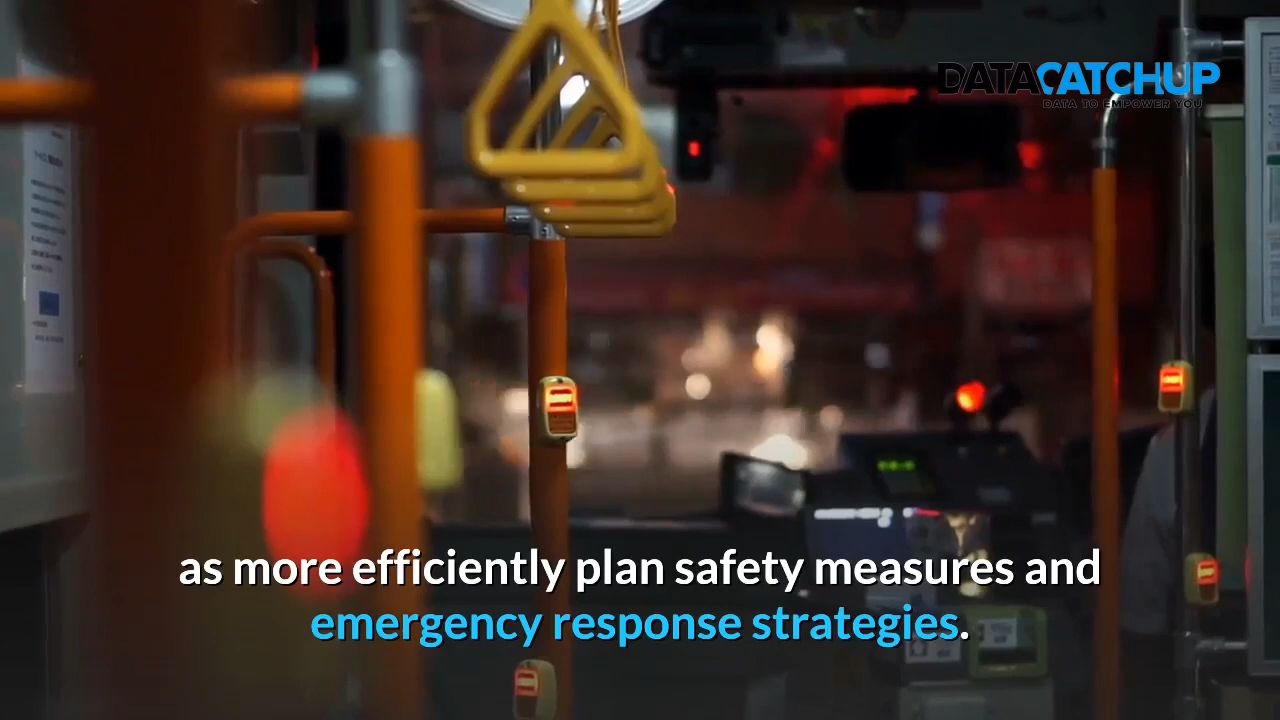 DATACATCHUP
DATA TO EMPOWER YOU
as more efficiently plan safety measures and
emergency response strategies.